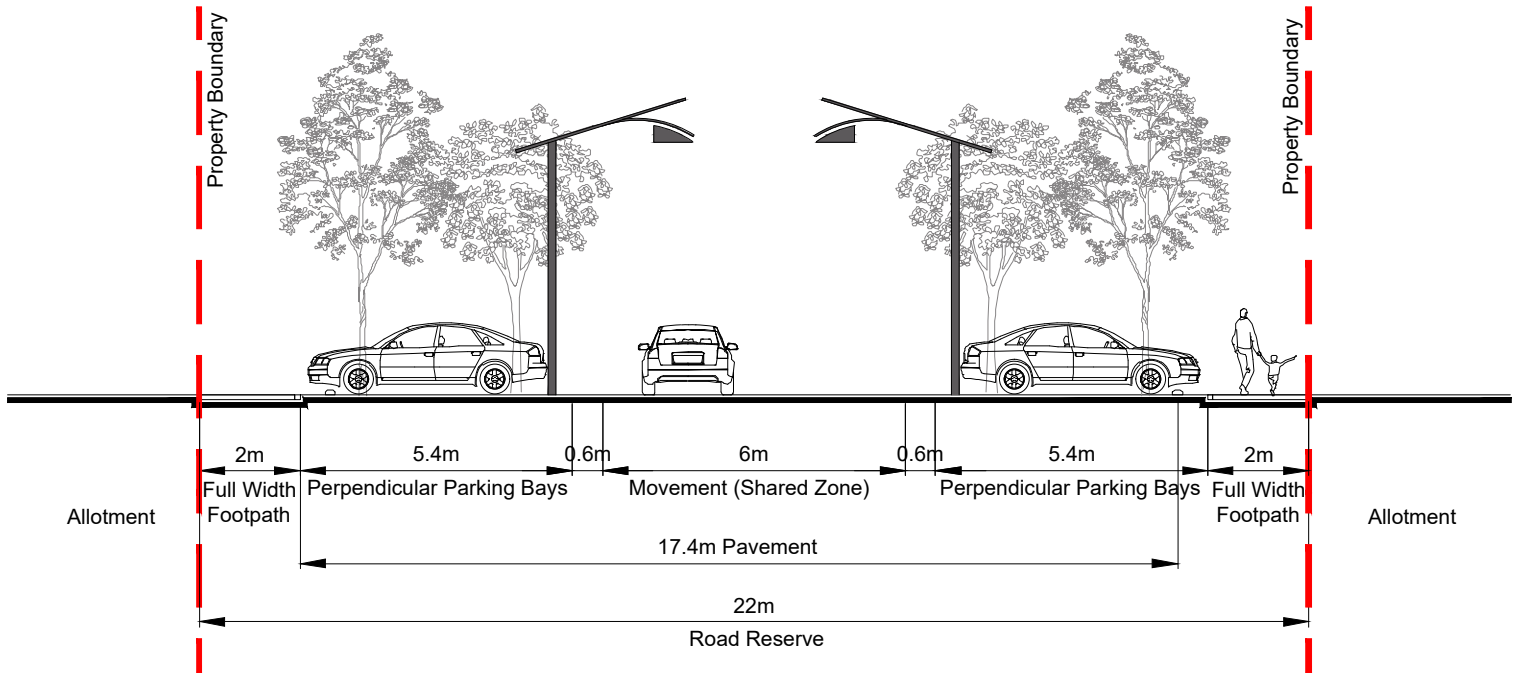 Property Boundary
Property Boundary
2m
5.4m
0.6m
6m
0.6m
5.4m
2m
Full Width
Footpath
Perpendicular Parking Bays
Movement (Shared Zone)
Perpendicular Parking Bays
Full Width
Footpath
Allotment
Allotment
17.4m Pavement
22m
Road Reserve